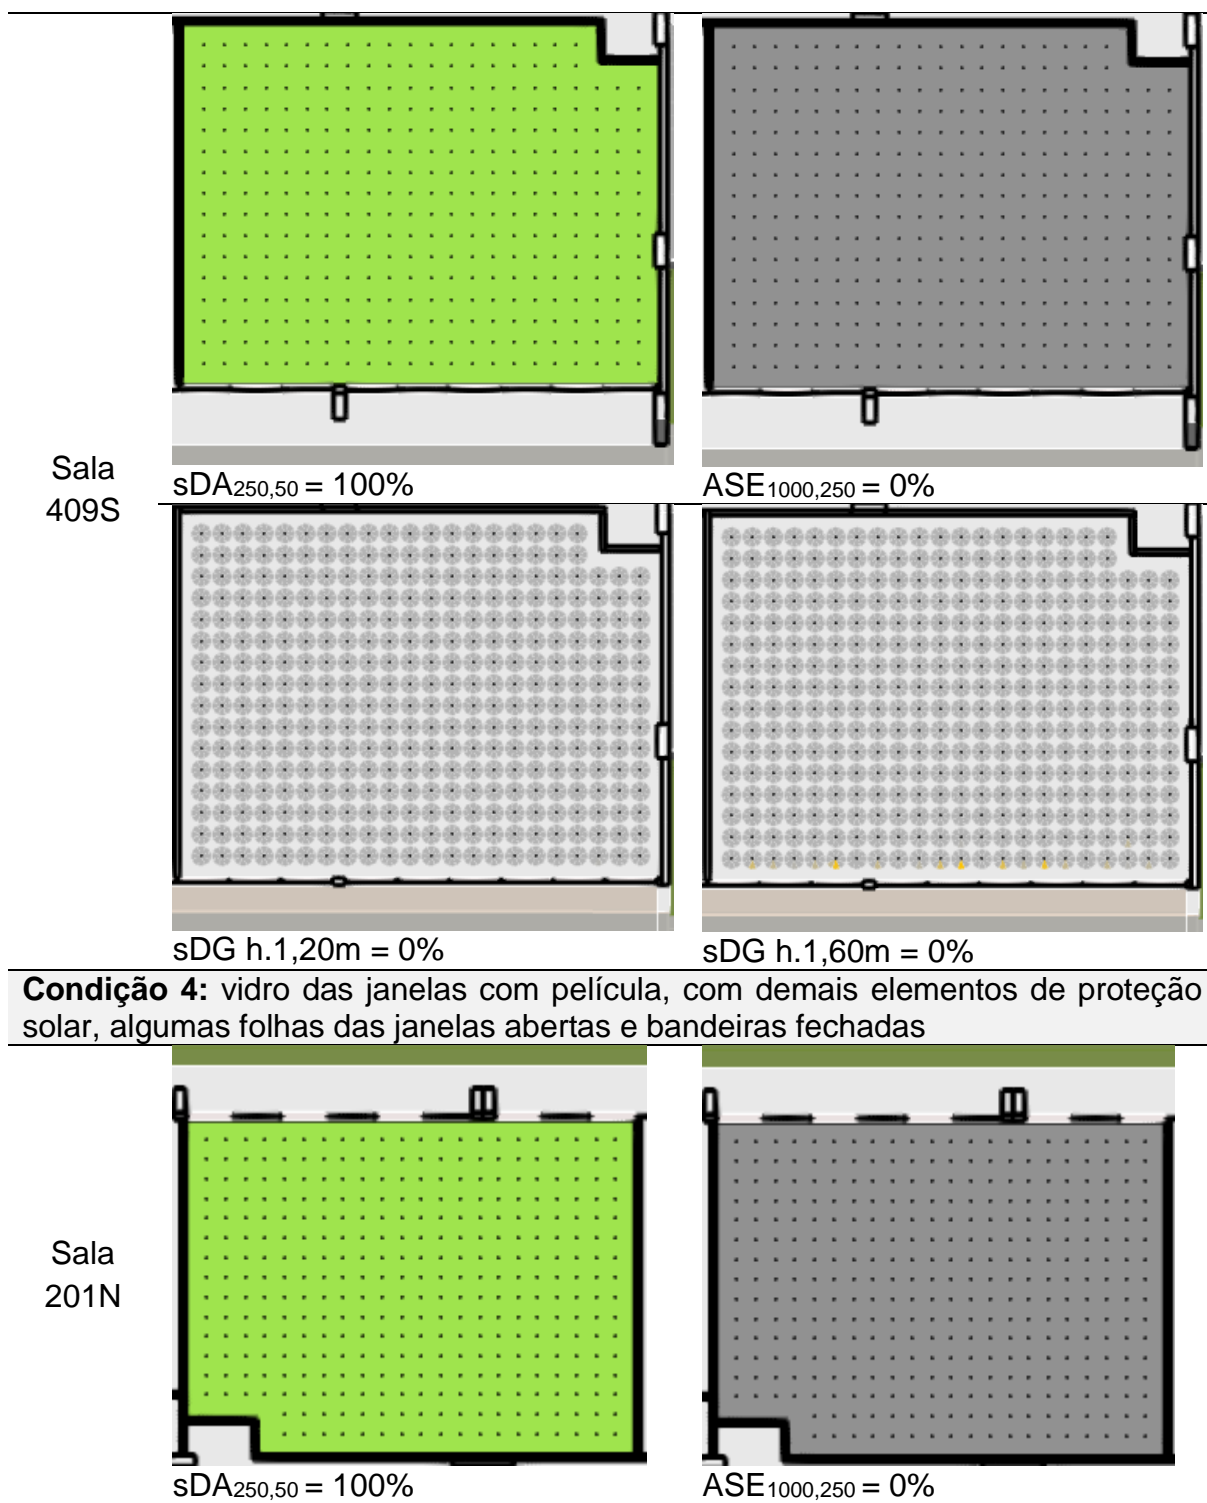 Sala
409S
sDA250,50 = 100%
ASE1000,250 = 0%
sDG h.1,20m = 0%
sDG h.1,60m = 0%
Condição 4: vidro das janelas com película, com demais elementos de proteção
solar, algumas folhas das janelas abertas e bandeiras fechadas
Sala
201N
sDA250,50 = 100%
ASE1000,250 = 0%